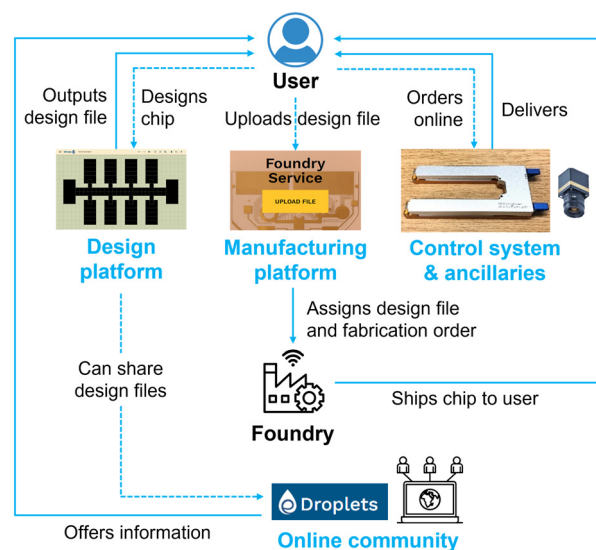 User
Outputs
design file
Designs
chip
Uploads design file
Orders
online
Delivers
Foundry
Service
UPLOAD FILE
Design
platform
Manufacturing
platform
Control system
& ancillaries
Assigns design file
and fabrication order
Can share
design files
Foundry
Ships chip to user
Droplets
Offers information
Online community